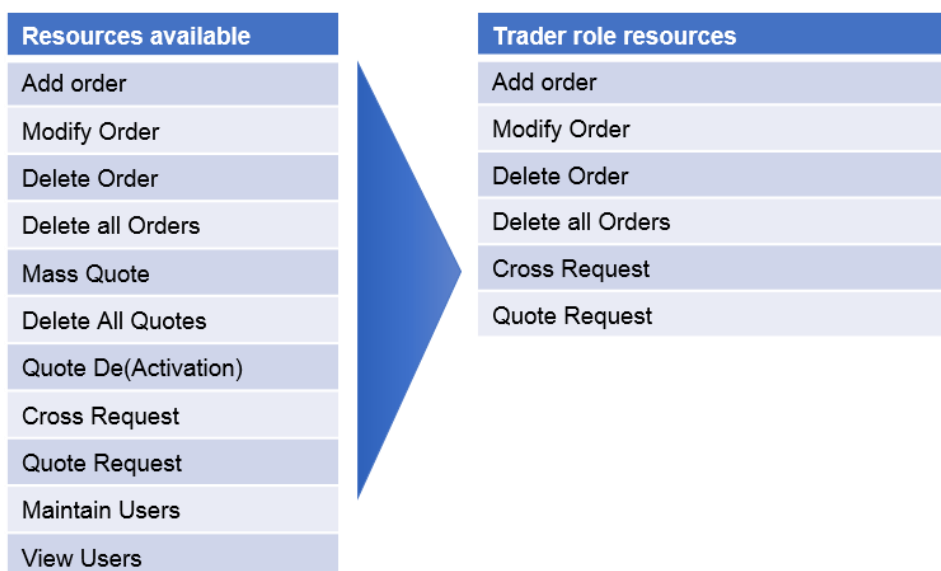 Resources available
Add order
Modify Order
Delete Order
Delete all Orders
Mass Quote
Delete All Quotes
Quote De(Activation)
Cross Request
Quote Request
Maintain Users
View Users
Trader role resources
Add order
Modify Order
Delete Order
Delete all Orders
Cross Request
Quote Request